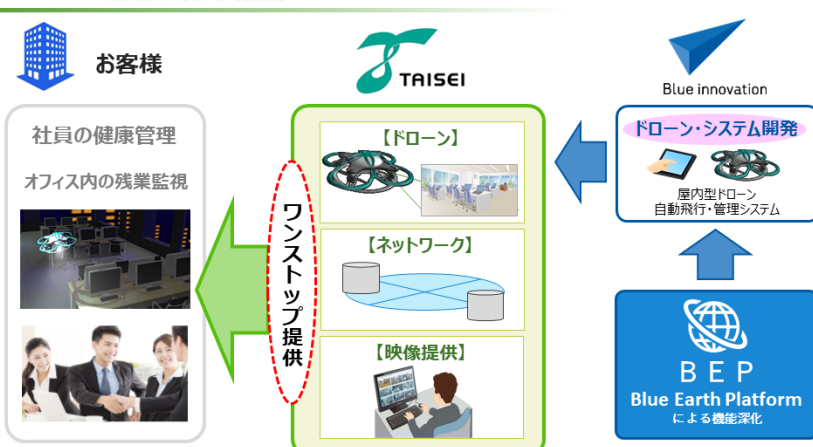 お客様
社員の健康管理
オフィス内の残業監視
ワンストップ提供
TAISEI
【ドローン】
【ネットワーク】
【映像提供】
Blue innovation
ドローン・システム開発
屋内型ドローン
自動飛行・管理システム
BEP
Blue Earth Platform
による機能深化